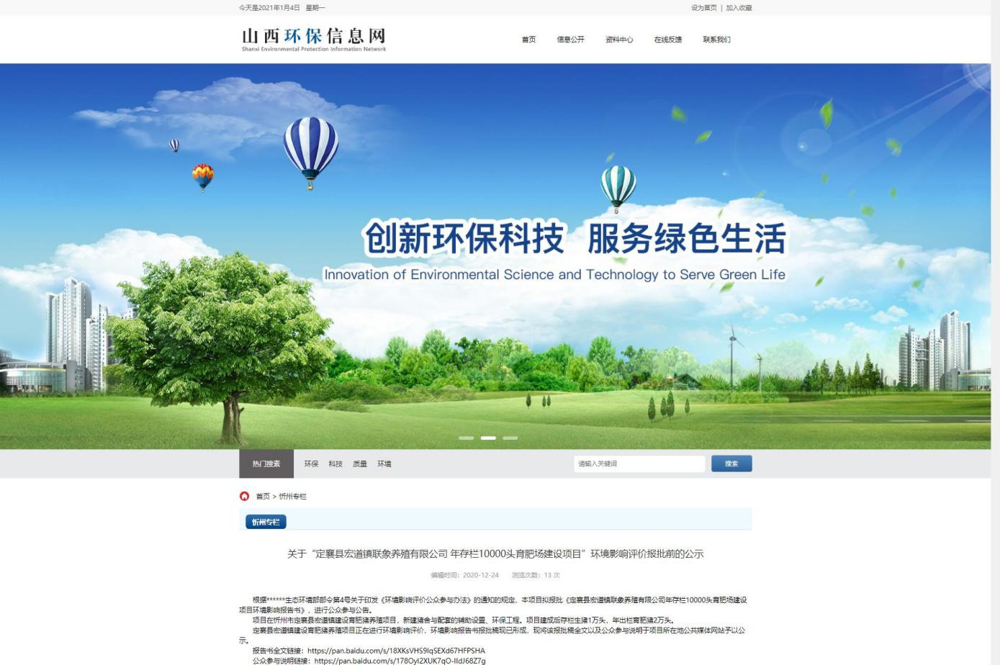 今天是2021年1月4日 星期一
设为首页 | 加入收藏
山西环保信息网
Shanxi Environmental Protection Information Network
首页 信息公开 资料中心 在线反馈 联系我们
创新环保科技 服务绿色生活
Innovation of Environmental Science and Technology to Serve Green Life
热门搜素 环保 科技 质量 环境
请输入关键词 搜索
首页 > 忻州专栏
忻州专栏
关于“定襄县宏道镇联象养殖有限公司 年存栏10000头育肥场建设项目”环境影响评价报批前的公示
编辑时间：2020-12-24 浏览次数：13 次
根据******生态环境部部令第4号关于印发《环境影响评价公众参与办法》的通知的规定，本项目拟报批《定襄县宏道镇联象养殖有限公司年存栏10000头育肥场建设
项目环境影响报告书》，进行公众参与公告。
项目在忻州市定襄县宏道镇建设育肥猪养殖项目，新建猪舍与配套的辅助设置、环保工程。项目建成后存栏生猪1万头，年出栏育肥猪2万头。
定襄县宏道镇建设育肥猪养殖项目正在进行环境影响评价，环境影响报告书报批稿现已形成，现将该报批稿全文以及公众参与说明于项目所在地公共媒体网站予以公
示。
报告书全文链接：https://pan.baidu.com/s/18XKsVHS9IqSEXd67HFPSHA
公众参与说明链接：https://pan.baidu.com/s/178OyI2XUK7qO-IIdJ68Z7g